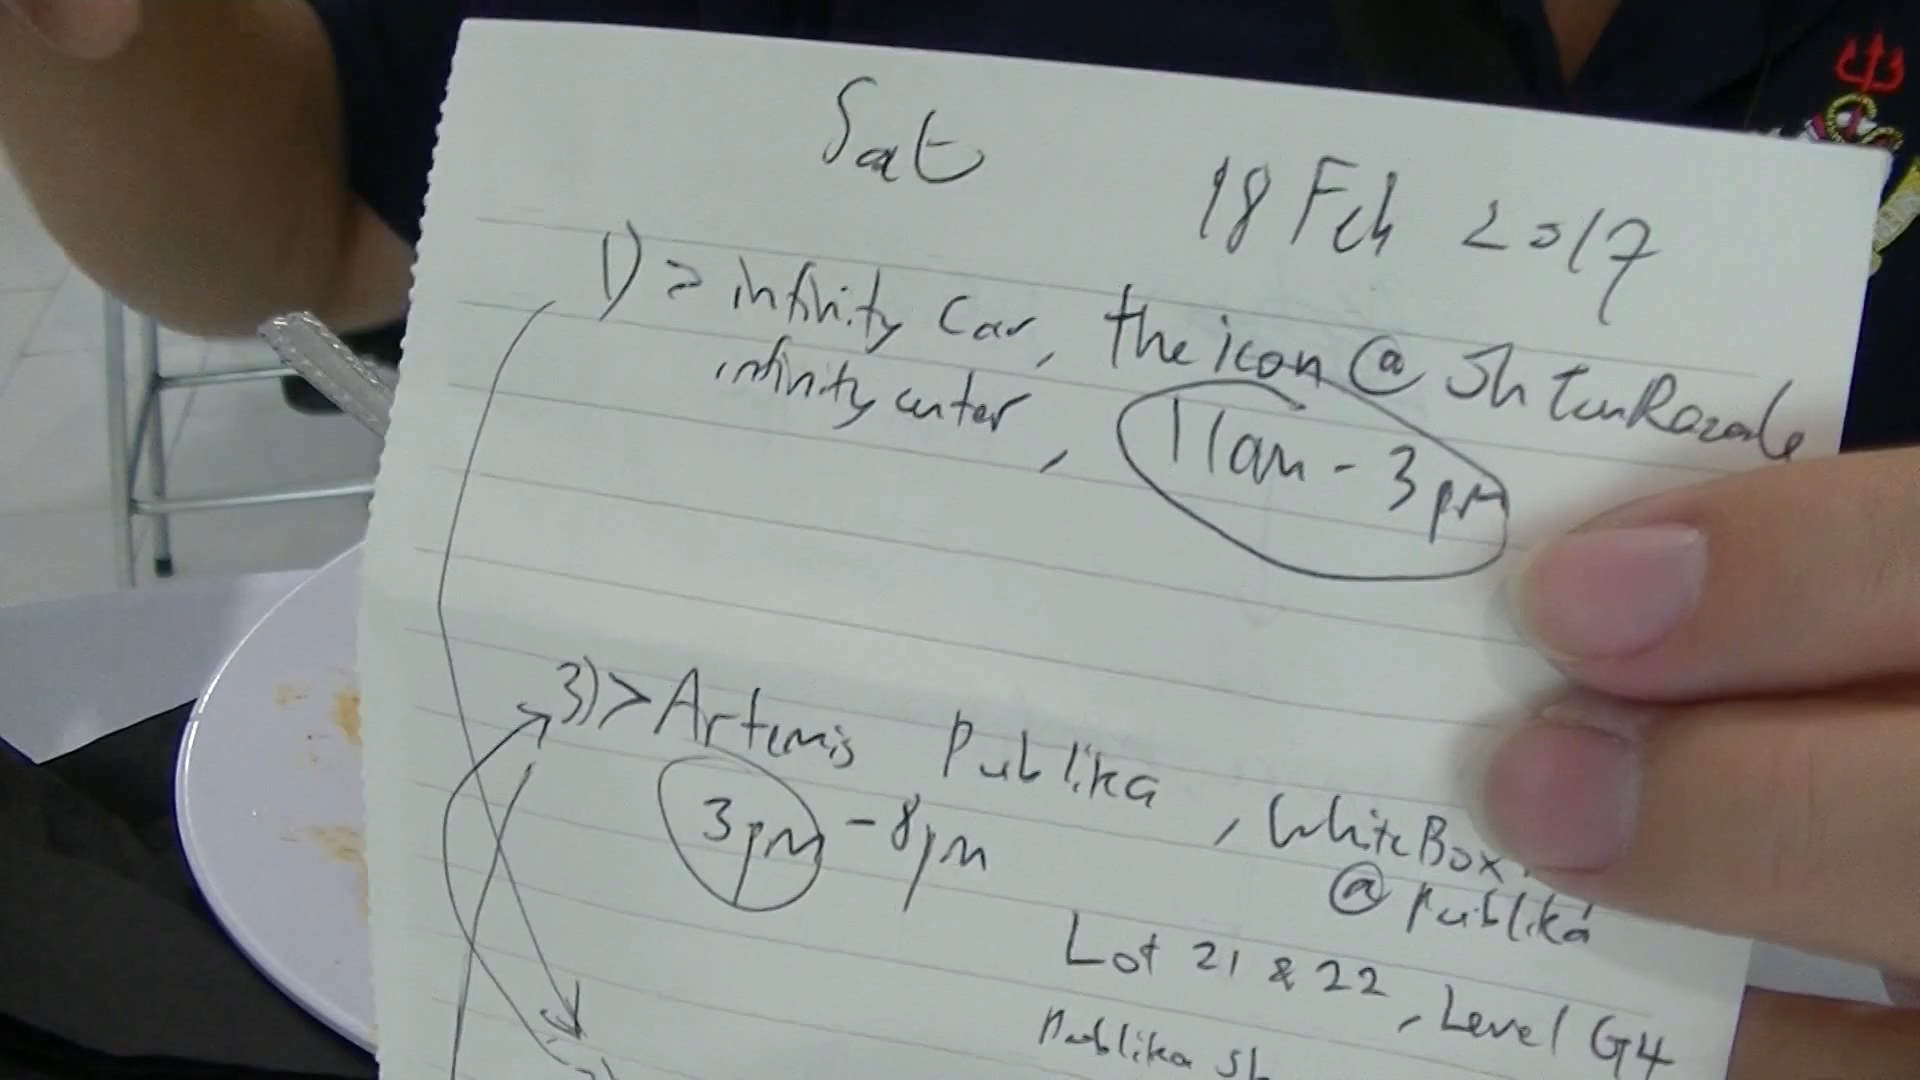 Sat 18 Feb 2017
1) > infinity Car, the icon @ Jln Tun Razak
infinity center, 11am - 3pm
3) > Artemis Publika, WhiteBox
3pm - 8pm @ Publika
Lot 21 & 22, Level G4
Publika